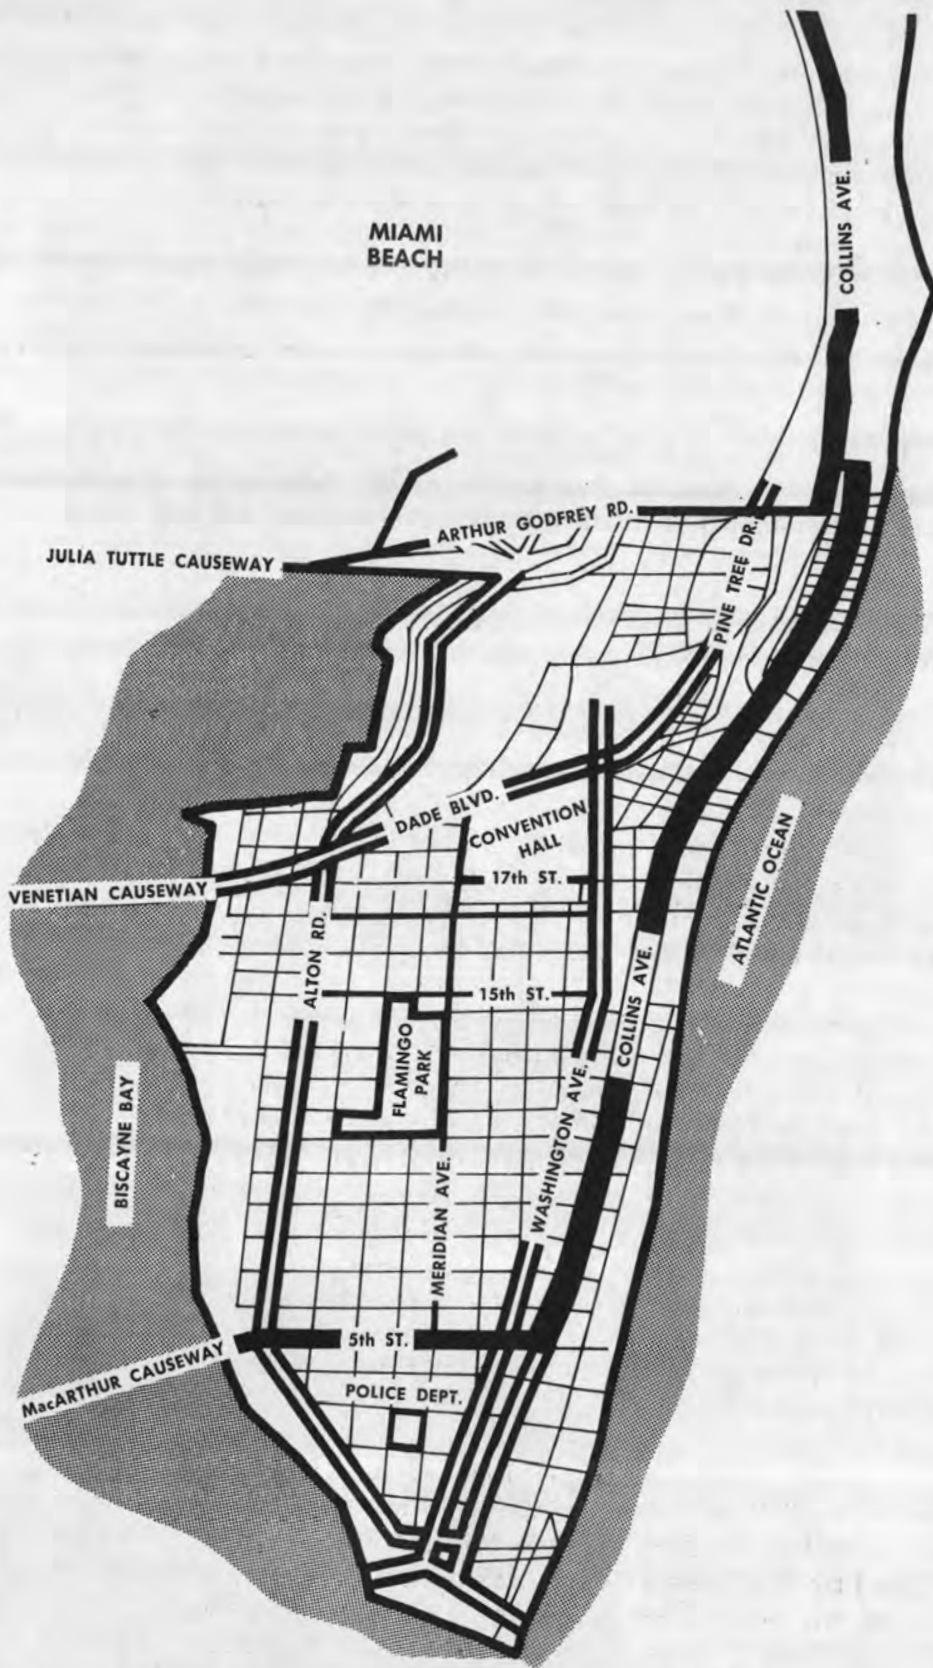 MIAMI
BEACH
COLLINS AVE.
ARTHUR GODFREY RD.
JULIA TUTTLE CAUSEWAY
PINE TREE DR.
DADE BLVD.
CONVENTION
HALL
ATLANTIC OCEAN
VENETIAN CAUSEWAY
17th ST.
ALTON RD.
15th ST.
COLLINS AVE.
FLAMINGO
PARK
BISCAYNE BAY
WASHINGTON AVE.
MERIDIAN AVE.
5th ST.
MacARTHUR CAUSEWAY
POLICE DEPT.